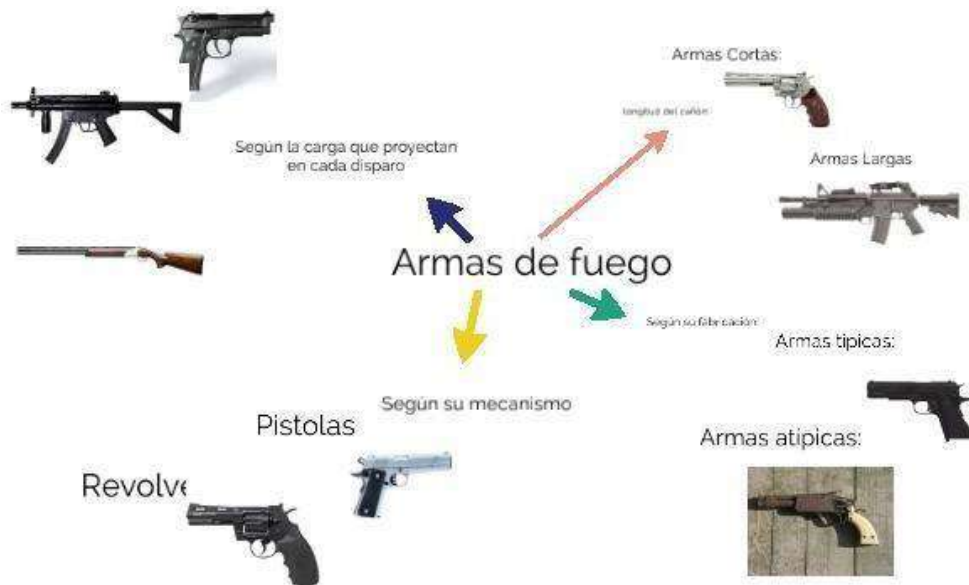 Armas Cortas:
longitud del cañón:
Según la carga que proyectan
en cada disparo
Armas Largas
Armas de fuego
Según su fabricación:
Armas tipicas:
Según su mecanismo
Pistolas
Armas atipicas:
Revolve